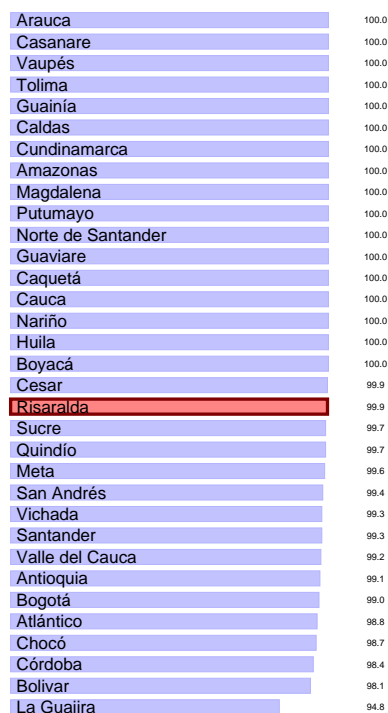 Arauca 100.0
Casanare 100.0
Vaupés 100.0
Tolima 100.0
Guainía 100.0
Caldas 100.0
Cundinamarca 100.0
Amazonas 100.0
Magdalena 100.0
Putumayo 100.0
Norte de Santander 100.0
Guaviare 100.0
Caquetá 100.0
Cauca 100.0
Nariño 100.0
Huila 100.0
Boyacá 100.0
Cesar 99.9
Risaralda 99.9
Sucre 99.7
Quindío 99.7
Meta 99.6
San Andrés 99.4
Vichada 99.3
Santander 99.3
Valle del Cauca 99.2
Antioquia 99.1
Bogotá 99.0
Atlántico 98.8
Chocó 98.7
Córdoba 98.4
Bolivar 98.1
La Guajira 94.8